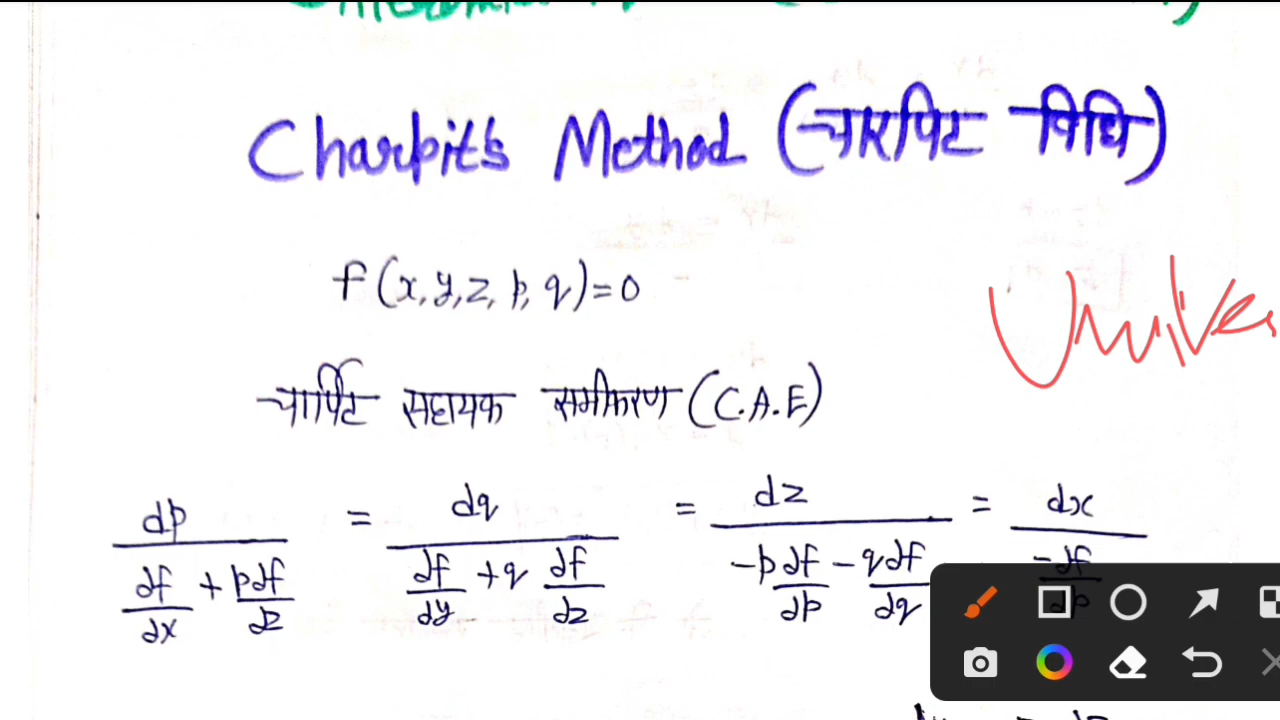 Charpit's Method (चारपिट विधि)
f(x, y, z, p, q) = 0
चार्पिट सहायक समीकरण (C.A.E)
dp / (∂f/∂x + p ∂f/∂z) = dq / (∂f/∂y + q ∂f/∂z) = dz / (-p ∂f/∂p - q ∂f/∂q) = dx / (-∂f/∂p)